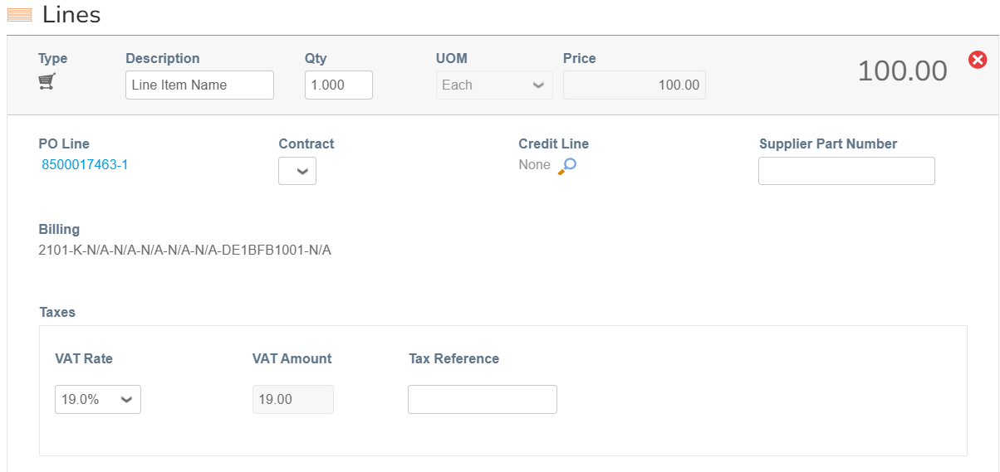 Lines
Type Description Qty UOM Price
Line Item Name 1.000 Each 100.00 100.00
PO Line Contract Credit Line Supplier Part Number
8500017463-1 None
Billing
2101-K-N/A-N/A-N/A-N/A-N/A-DE1BFB1001-N/A
Taxes
VAT Rate VAT Amount Tax Reference
19.0% 19.00